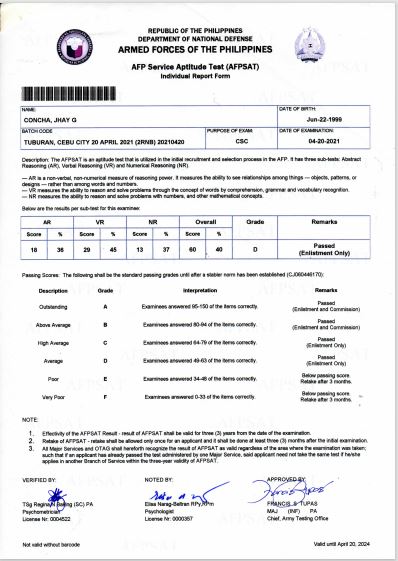 REPUBLIC OF THE PHILIPPINES
DEPARTMENT OF NATIONAL DEFENSE
ARMED FORCES OF THE PHILIPPINES
AFP Service Aptitude Test (AFPSAT)
Individual Report Form
NAME: DATE OF BIRTH:
CONCHA, JHAY G Jun-22-1999
BATCH CODE PURPOSE OF EXAM: DATE OF EXAMINATION:
TUBURAN, CEBU CITY 20 APRIL 2021 (2RNB) 20210420 CSC 04-20-2021
Description: The AFPSAT is an aptitude test that is utilized in the initial recruitment and selection process in the AFP. It has three sub-tests: Abstract
Reasoning (AR), Verbal Reasoning (VR) and Numerical Reasoning (NR).
— AR is a non-verbal, non-numerical measure of reasoning power. It measures the ability to see relationships among things — objects, patterns, or
designs — rather than among words and numbers.
— VR measures the ability to reason and solve problems through the concept of words by comprehension, grammar and vocabulary recognition.
— NR measures the ability to reason and solve problems with numbers, and other mathematical concepts.
Below are the results per sub-test for this examinee:
AR VR NR Overall Grade Remarks
Score % Score % Score % Score %
18 36 29 45 13 37 60 40 D Passed
(Enlistment Only)
Passing Scores: The following shall be the standard passing grades until after a stabler norm has been established (CJ060446170):
Description Grade Interpretation Remarks
Outstanding A Examinees answered 95-150 of the items correctly. Passed
(Enlistment and Commission)
Above Average B Examinees answered 80-94 of the items correctly. Passed
(Enlistment and Commission)
High Average C Examinees answered 64-79 of the items correctly. Passed
(Enlistment Only)
Average D Examinees answered 49-63 of the items correctly. Passed
(Enlistment Only)
Poor E Examinees answered 34-48 of the items correctly. Below passing score.
Retake after 3 months.
Very Poor F Examinees answered 0-33 of the items correctly. Below passing score.
Retake after 3 months.
NOTE:
1. Effectivity of the AFPSAT Result - result of AFPSAT shall be valid for three (3) years from the date of the examination.
2. Retake of AFPSAT - retake shall be allowed only once for an applicant and it shall be done at least three (3) months after the initial examination.
3. All Major Services and OTAG shall hereforth recognize the result of AFPSAT as valid regardless of the area where the examination was taken;
such that if an applicant has already passed the test administered by one Major Service, said applicant need not take the same test if he/she
applies in another Branch of Service within the three-year validity of AFPSAT.
VERIFIED BY: NOTED BY: APPROVED BY:
TSg (SC) PA Elisa Narag-Beltran RPy,RPm FRANCIS S TUPAS
Psychometrician Psychologist MAJ (INF) PA
License Nr: 0004522 License Nr: 0000357 Chief, Army Testing Office
Not valid without barcode Valid until April 20, 2024